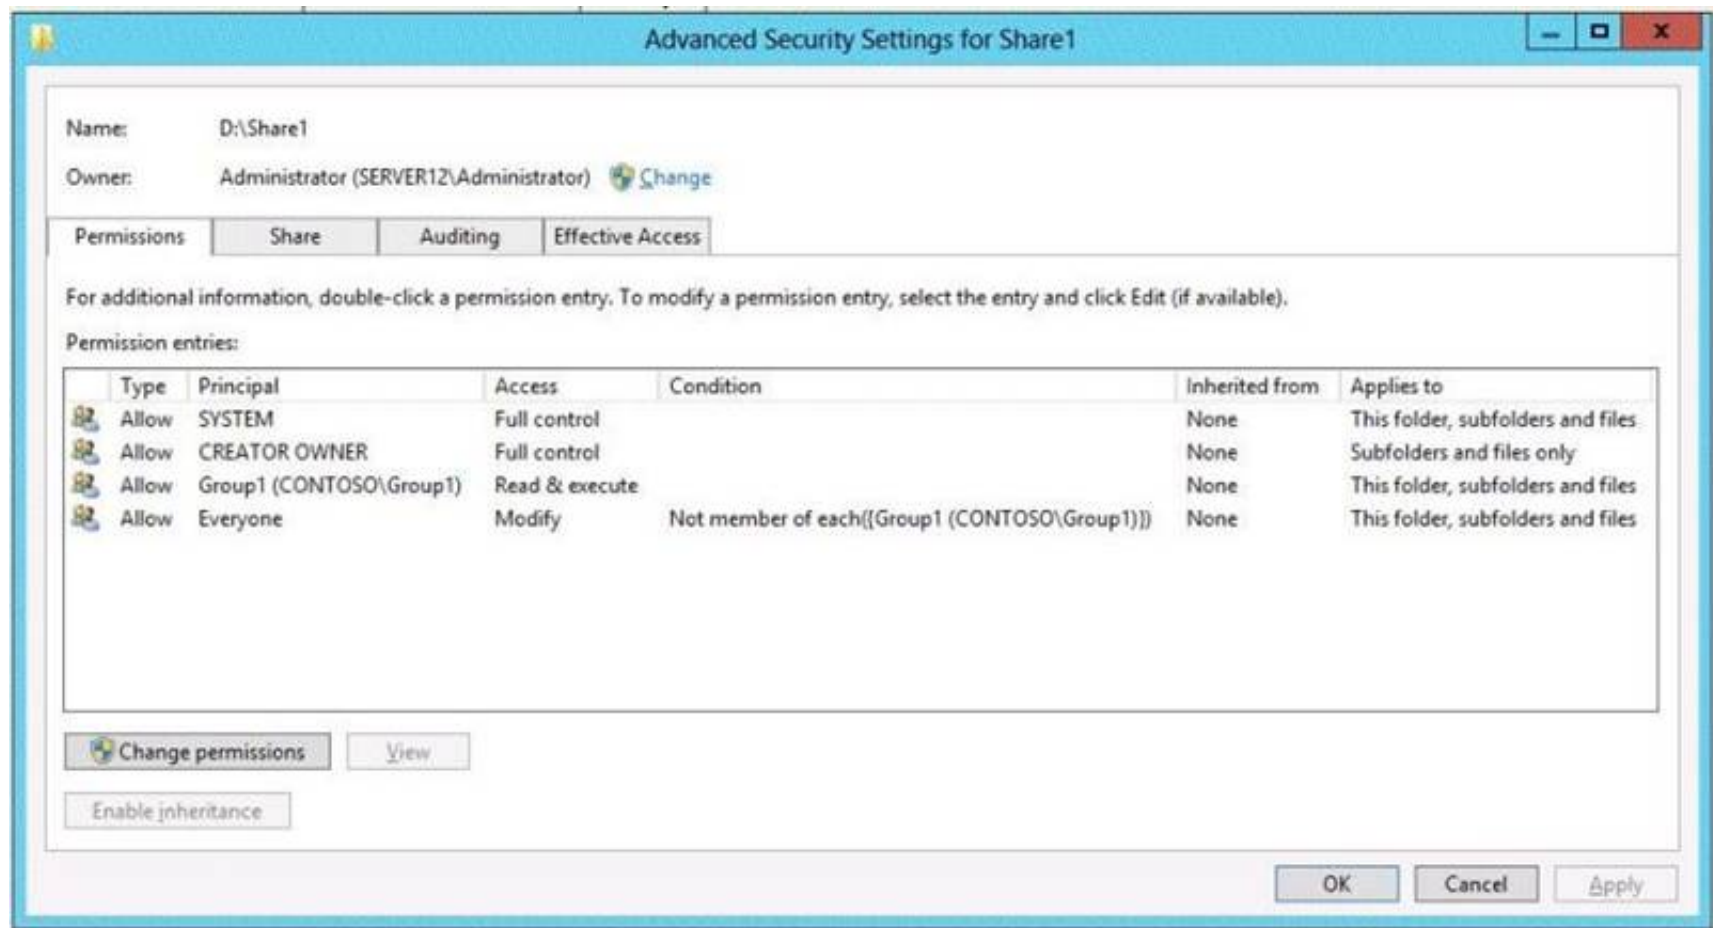 Advanced Security Settings for Share1
Name: D:\Share1
Owner: Administrator (SERVER12\Administrator) Change
Permissions Share Auditing Effective Access
For additional information, double-click a permission entry. To modify a permission entry, select the entry and click Edit (if available).
Permission entries:
Type Principal Access Condition Inherited from Applies to
Allow SYSTEM Full control None This folder, subfolders and files
Allow CREATOR OWNER Full control None Subfolders and files only
Allow Group1 (CONTOSO\Group1) Read & execute None This folder, subfolders and files
Allow Everyone Modify Not member of each({Group1 (CONTOSO\Group1)}) None This folder, subfolders and files
Change permissions View
Enable inheritance
OK Cancel Apply